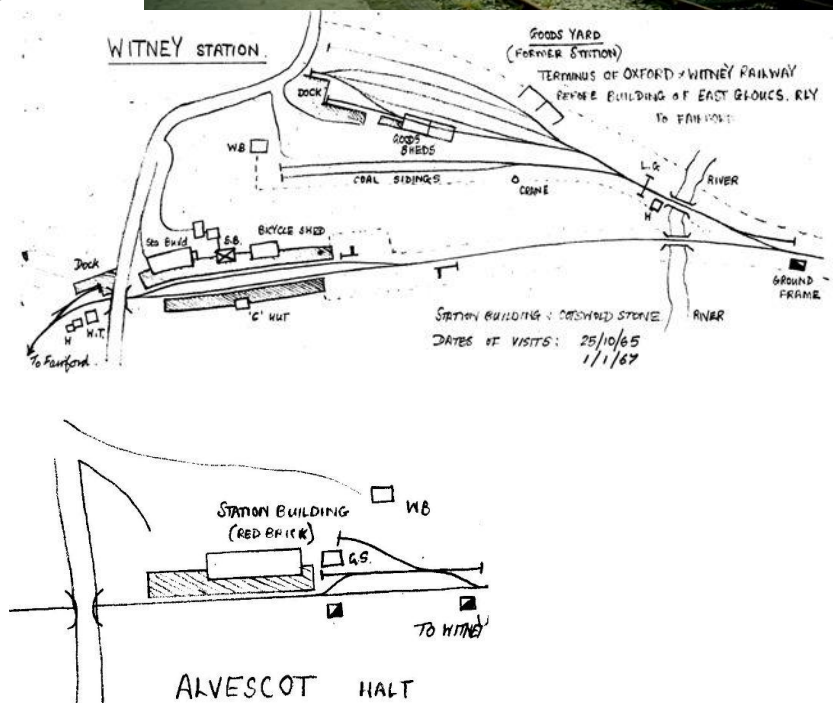 WITNEY STATION.
GOODS YARD
(FORMER STATION)
TERMINUS OF OXFORD & WITNEY RAILWAY
BEFORE BUILDING OF EAST GLOUCS. RLY
TO FAIRFORD
DOCK
GOODS
SHEDS
W.B
COAL SIDINGS
CRANE
L.G
H
RIVER
Sta Build
S.B.
BICYCLE SHED
Dock
'G' HUT
H
W.T.
To Fairford.
GROUND
FRAME
RIVER
STATION BUILDING : COTSWOLD STONE
DATES OF VISITS : 25/10/65
1/1/67
STATION BUILDING
(RED BRICK)
WB
G.S.
TO WITNEY
ALVESCOT HALT